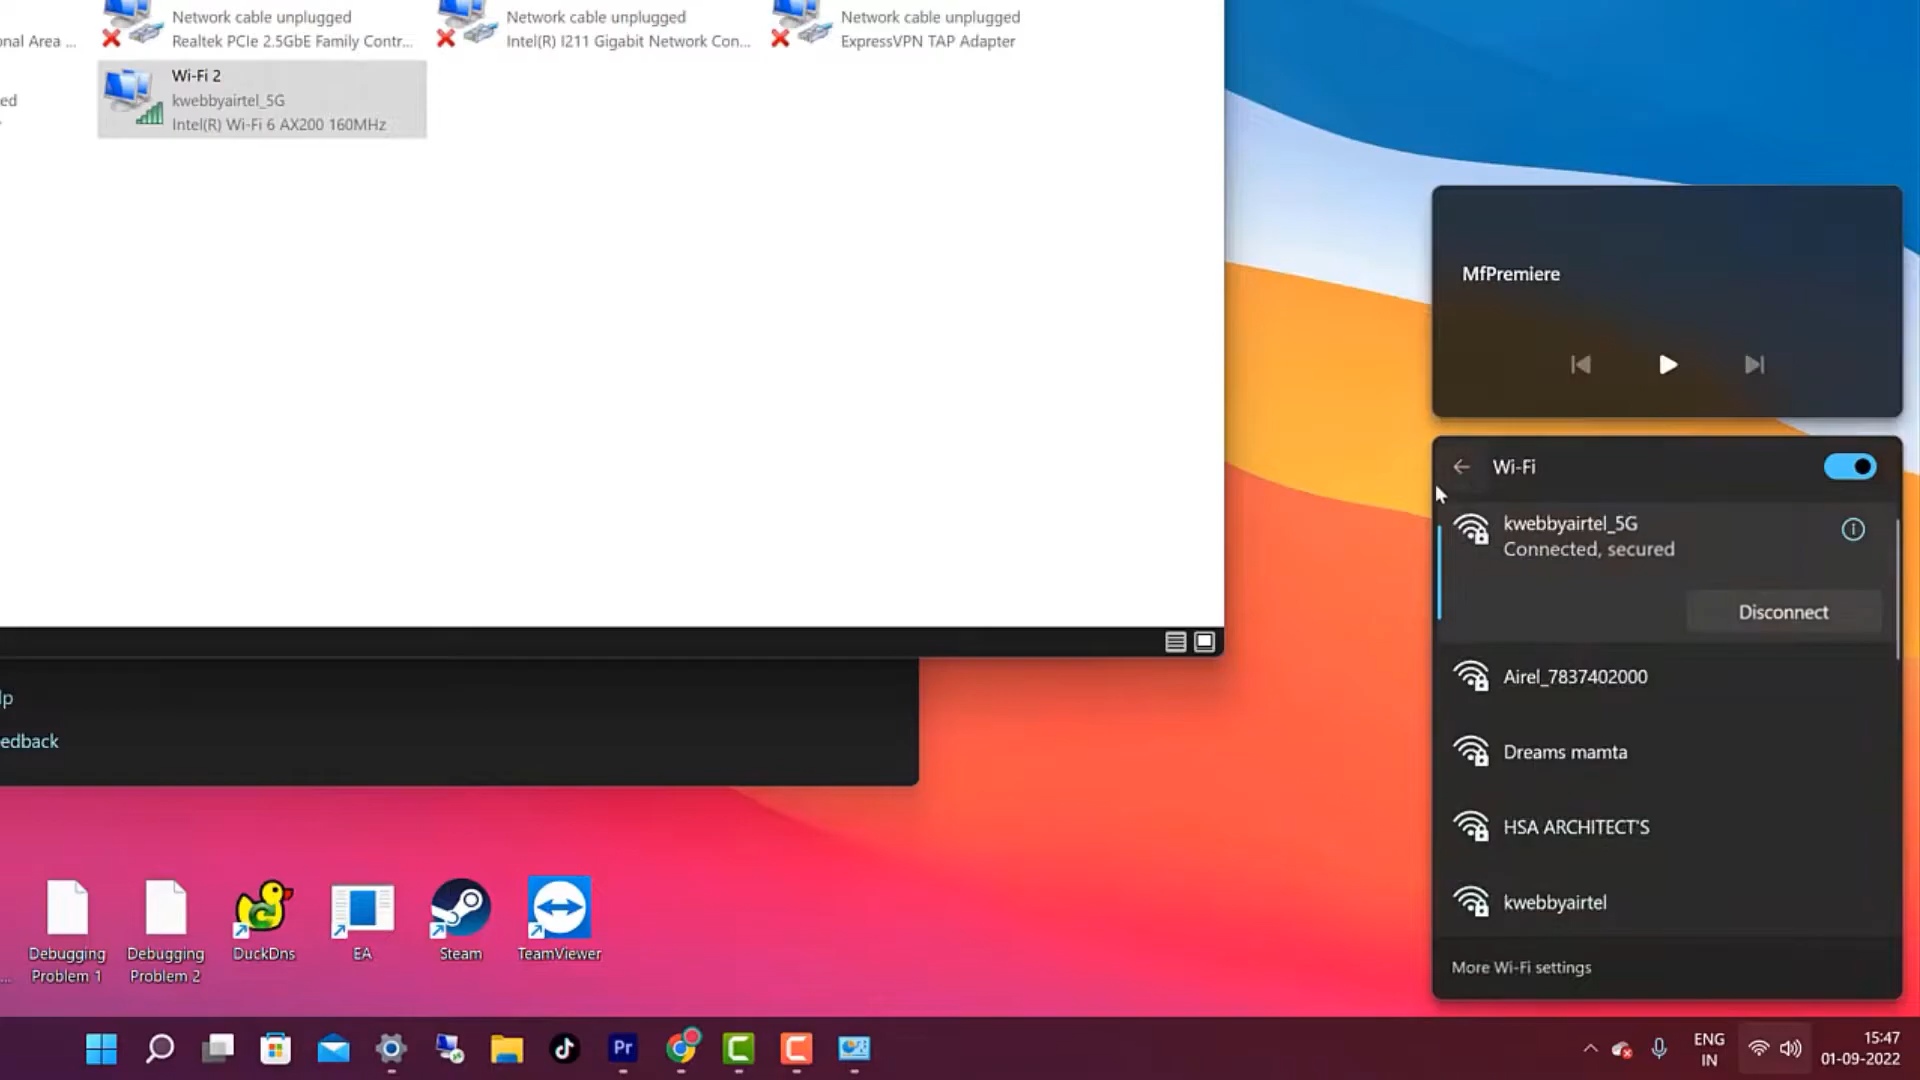 Network cable unplugged
Network cable unplugged
Network cable unplugged
onal Area ...
Realtek PCIe 2.5GbE Family Contr...
Intel(R) I211 Gigabit Network Con...
ExpressVPN TAP Adapter
Wi-Fi 2
ed
kwebbyairtel_5G
Intel(R) Wi-Fi 6 AX200 160MHz
MfPremiere
Wi-Fi
kwebbyairtel_5G
Connected, secured
Disconnect
Airel_7837402000
Dreams mamta
HSA ARCHITECT'S
kwebbyairtel
More Wi-Fi settings
lp
edback
Debugging
Problem 1
Debugging
Problem 2
DuckDns
EA
Steam
TeamViewer
Pr
ENG
IN
15:47
01-09-2022